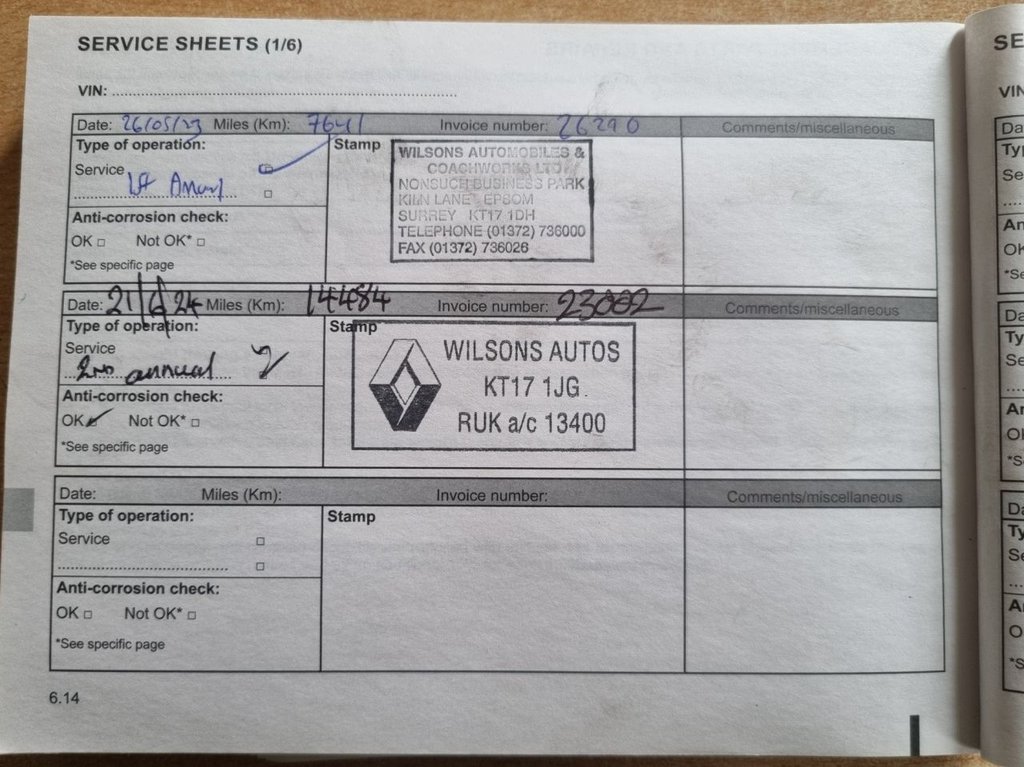 SERVICE SHEETS (1/6)
VIN: ........................................................
Date: 26/05/23 Miles (Km): 7641 Invoice number: 26290 Comments/miscellaneous
Type of operation:
Service
1st Annual
Anti-corrosion check:
OK □ Not OK* □
*See specific page
Stamp
WILSONS AUTOMOBILES &
COACHWORKS LTD
NONSUCH BUSINESS PARK
KILN LANE EPSOM
SURREY KT17 1DH
TELEPHONE (01372) 736000
FAX (01372) 736026
Date: 21/6/24 Miles (Km): 14484 Invoice number: 23002 Comments/miscellaneous
Type of operation:
Service
2ND annual
Anti-corrosion check:
OK ✓ Not OK* □
*See specific page
Stamp
WILSONS AUTOS
KT17 1JG.
RUK a/c 13400
Date: Miles (Km): Invoice number: Comments/miscellaneous
Type of operation:
Service □
........................................ □
Anti-corrosion check:
OK □ Not OK* □
*See specific page
Stamp
6.14
SE
VIN